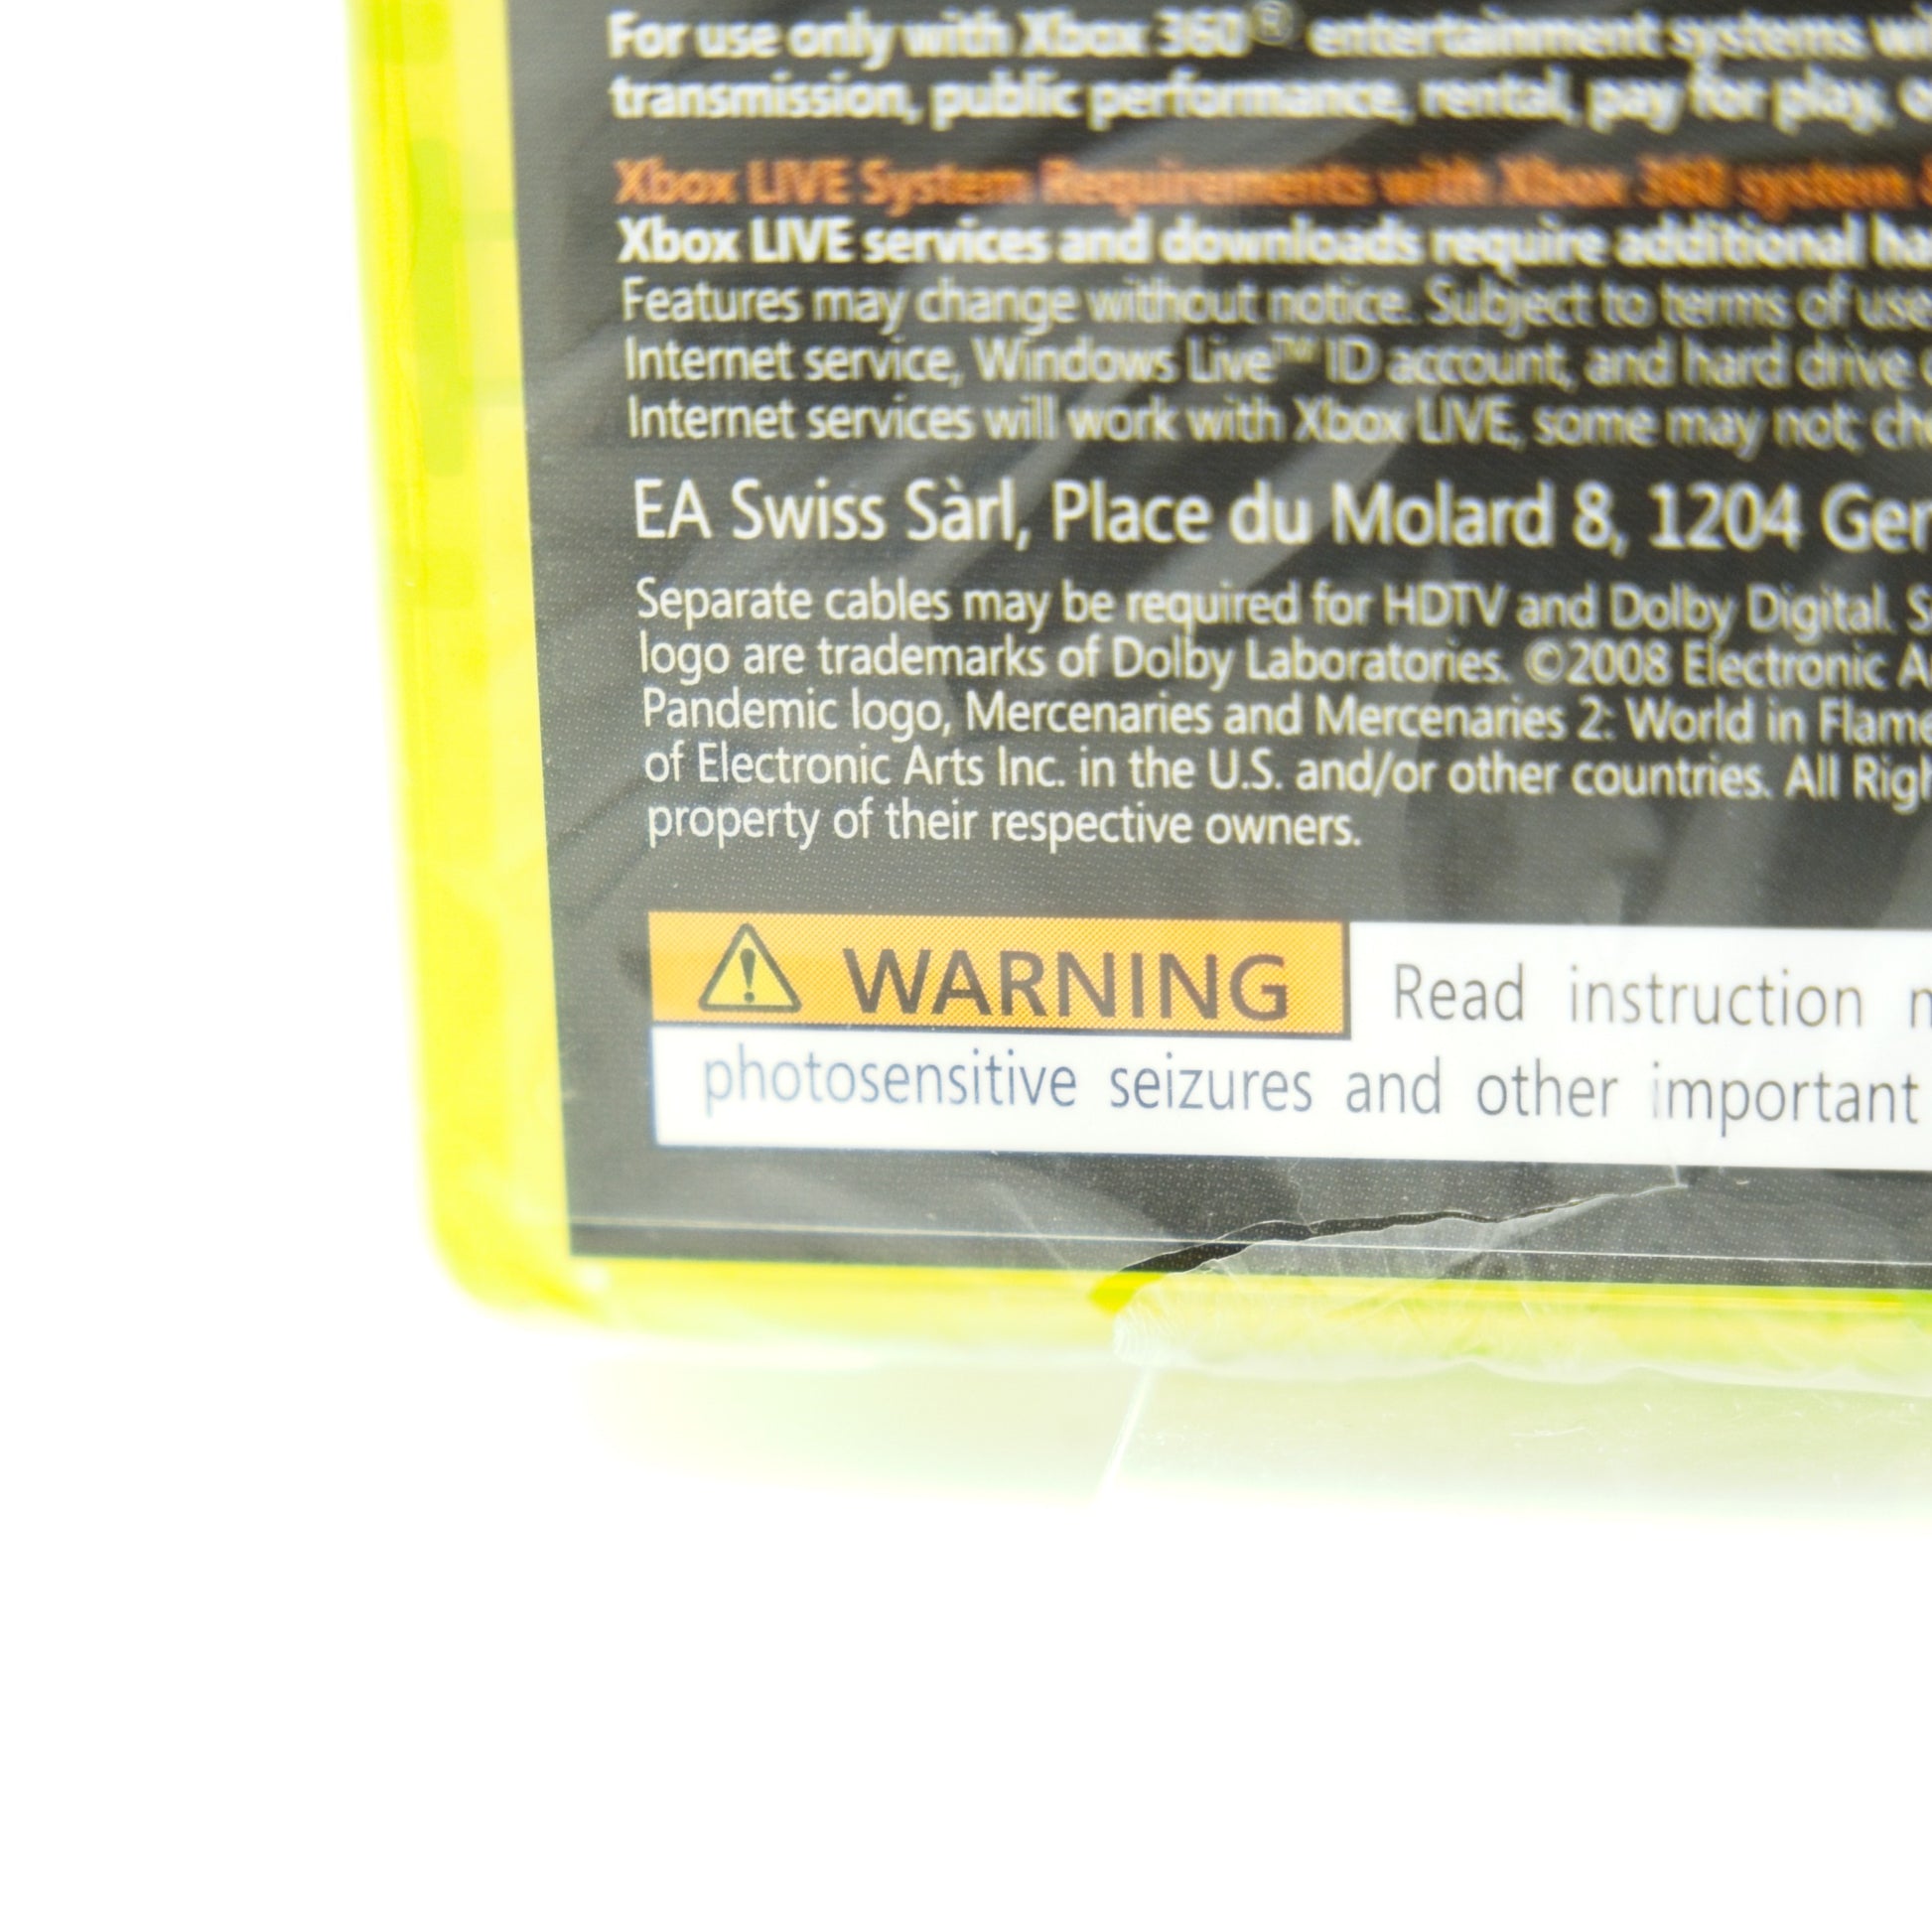 For use only with Xbox 360® entertainment systems wi
transmission, public performance, rental, pay for play,
Xbox LIVE System Requirements with Xbox 360 system
Xbox LIVE services and downloads require additional ha
Features may change without notice. Subject to terms of use
Internet service, Windows Live™ ID account, and hard drive
Internet services will work with Xbox LIVE, some may not; che
EA Swiss Sàrl, Place du Molard 8, 1204 Gen
Separate cables may be required for HDTV and Dolby Digital. S
logo are trademarks of Dolby Laboratories. ©2008 Electronic A
Pandemic logo, Mercenaries and Mercenaries 2: World in Flame
of Electronic Arts Inc. in the U.S. and/or other countries. All Righ
property of their respective owners.
WARNING Read instruction m
photosensitive seizures and other important